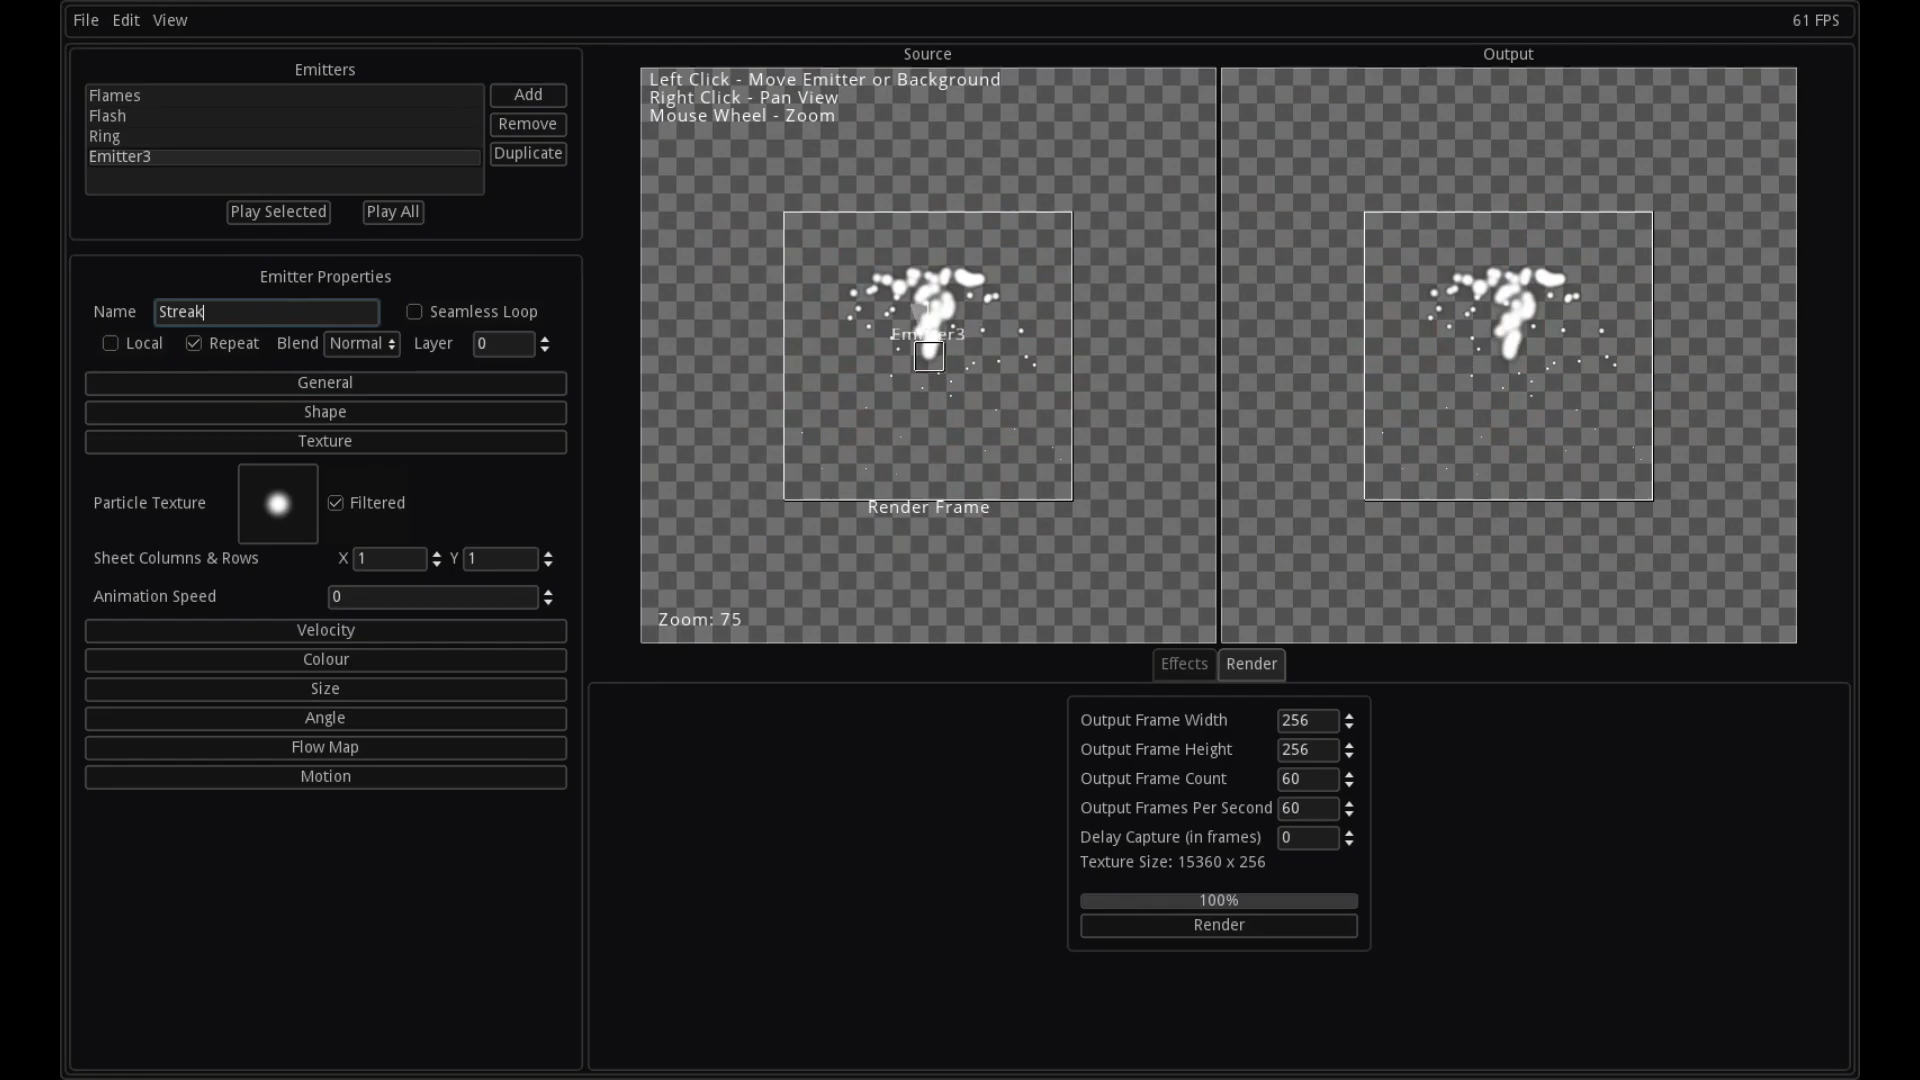 File Edit View
61 FPS
Emitters
Flames
Flash
Ring
Emitter3
Add
Remove
Duplicate
Play Selected
Play All
Emitter Properties
Name Streak Seamless Loop
Local Repeat Blend Normal Layer 0
General
Shape
Texture
Particle Texture Filtered
Sheet Columns & Rows X 1 Y 1
Animation Speed 0
Velocity
Colour
Size
Angle
Flow Map
Motion
Source
Left Click - Move Emitter or Background
Right Click - Pan View
Mouse Wheel - Zoom
Emitter3
Render Frame
Zoom: 75
Output
Effects Render
Output Frame Width 256
Output Frame Height 256
Output Frame Count 60
Output Frames Per Second 60
Delay Capture (in frames) 0
Texture Size: 15360 x 256
100%
Render